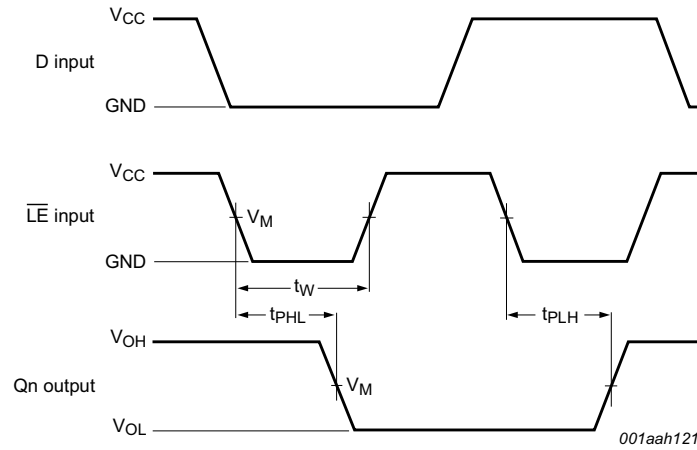 VCC
D input
GND
VCC
LE input
VM
GND
tW
tPHL
tPLH
VOH
Qn output
VM
VOL
001aah121